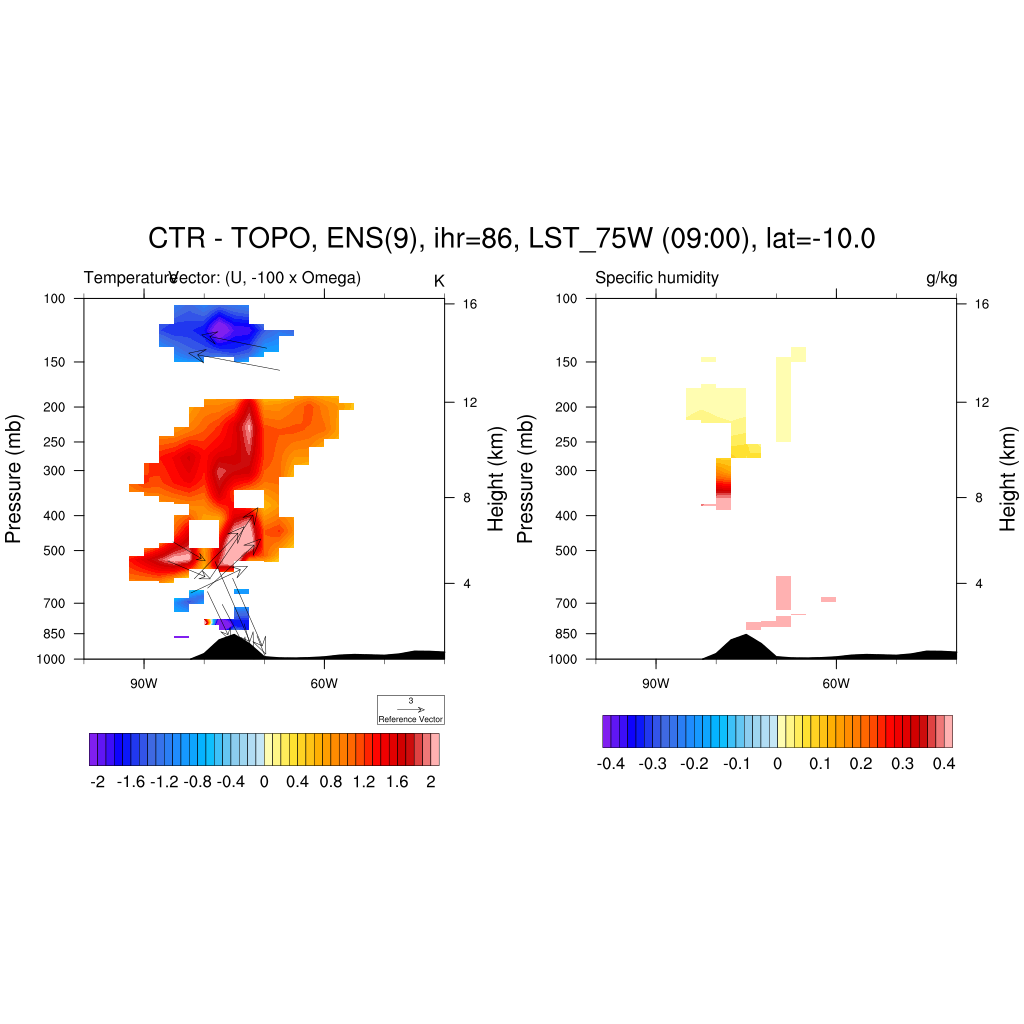 CTR - TOPO, ENS(9), ihr=86, LST_75W (09:00), lat=-10.0
Temperature Vector: (U, -100 x Omega) K
Specific humidity g/kg
Pressure (mb)
100
150
200
250
300
400
500
700
850
1000
16
12
8
4
Height (km)
90W 60W
3
Reference Vector
-2 -1.6 -1.2 -0.8 -0.4 0 0.4 0.8 1.2 1.6 2
Pressure (mb)
100
150
200
250
300
400
500
700
850
1000
16
12
8
4
Height (km)
90W 60W
-0.4 -0.3 -0.2 -0.1 0 0.1 0.2 0.3 0.4